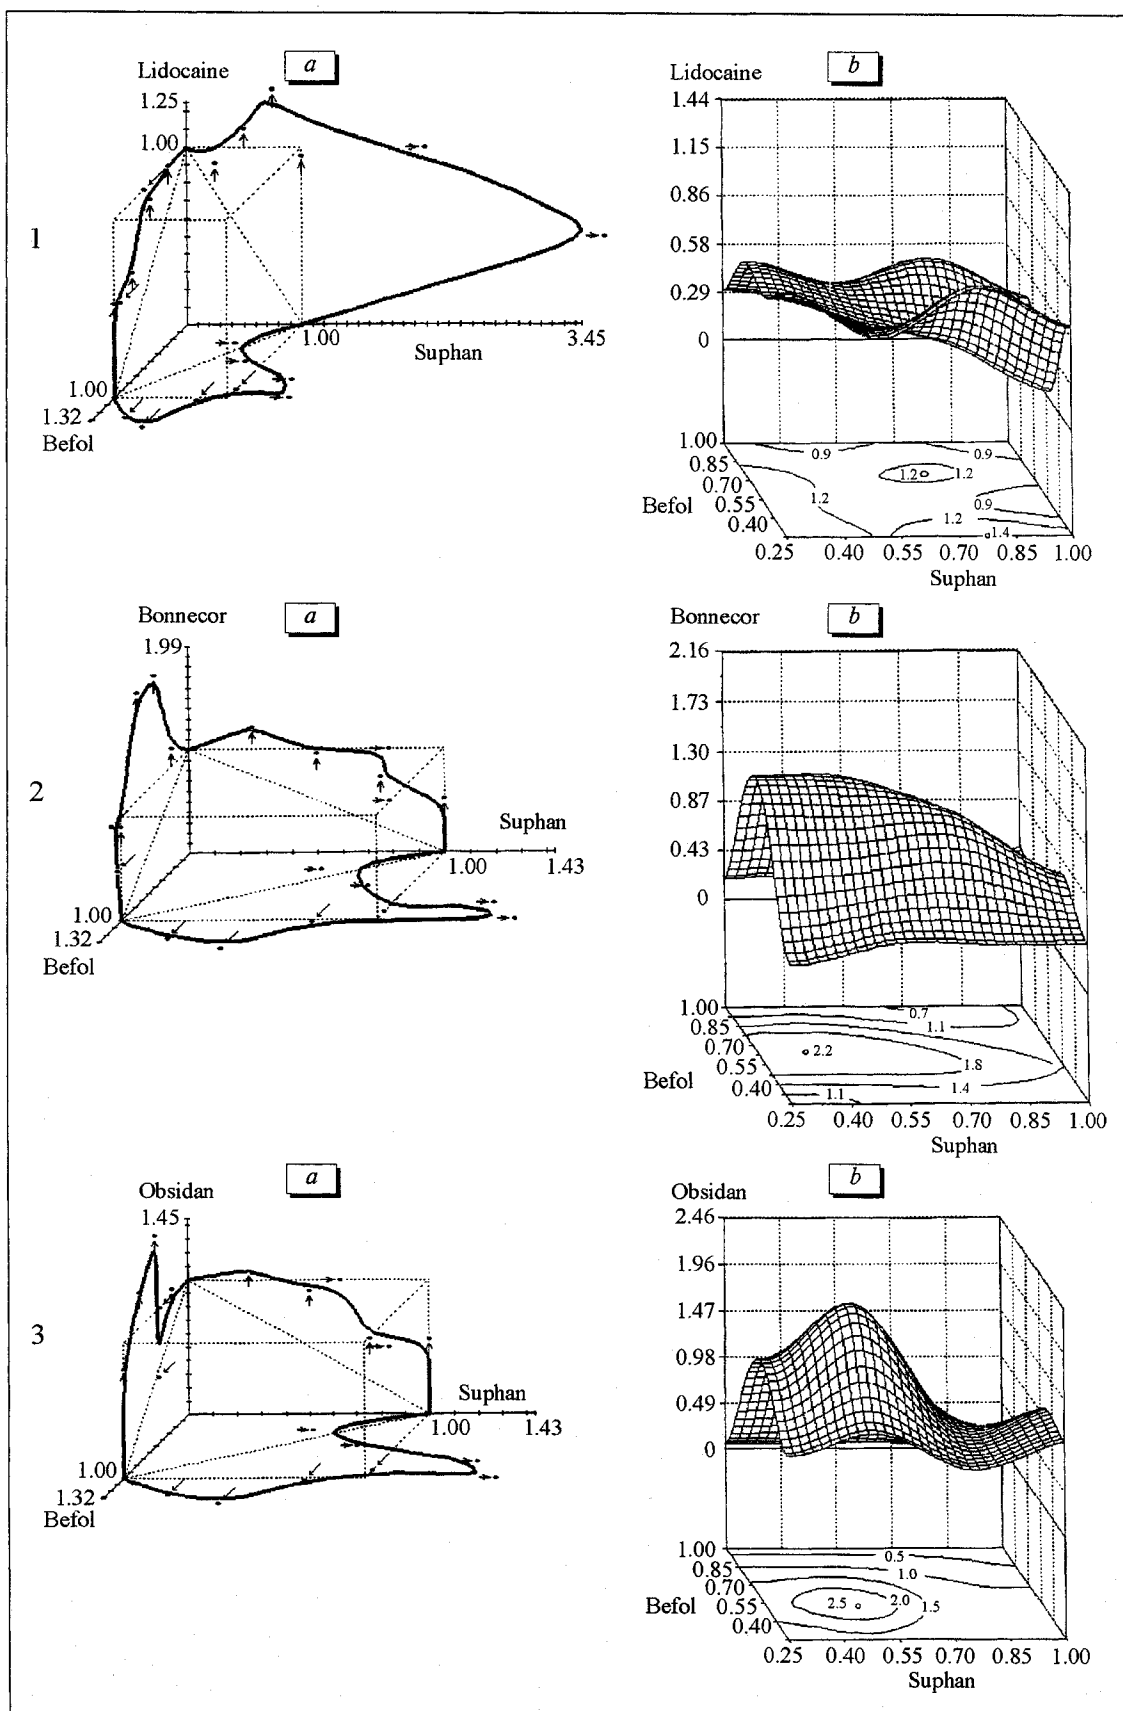 a
b
Lidocaine
1.25
1.00
1
1.00
3.45
Suphan
1.00
1.32
Befol
Lidocaine
1.44
1.15
0.86
0.58
0.29
0
1.00
0.85
0.70
0.55
0.40
Befol
0.9
0.9
1.2
1.2
1.2
0.9
1.2
1.4
0.25 0.40 0.55 0.70 0.85 1.00
Suphan
a
b
Bonnecor
1.99
2
Suphan
1.00
1.43
1.00
1.32
Befol
Bonnecor
2.16
1.73
1.30
0.87
0.43
0
1.00
0.85
0.70
0.55
0.40
Befol
0.7
1.1
2.2
1.8
1.4
1.1
0.25 0.40 0.55 0.70 0.85 1.00
Suphan
a
b
Obsidan
1.45
3
Suphan
1.00
1.43
1.00
1.32
Befol
Obsidan
2.46
1.96
1.47
0.98
0.49
0
1.00
0.85
0.70
0.55
0.40
Befol
0.5
1.0
2.5
2.0
1.5
0.25 0.40 0.55 0.70 0.85 1.00
Suphan